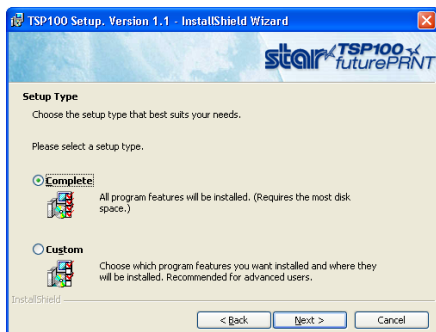 TSP100 Setup. Version 1.1 - InstallShield Wizard
star TSP100
futurePRNT
Setup Type
Choose the setup type that best suits your needs.
Please select a setup type.
Complete
All program features will be installed. (Requires the most disk
space.)
Custom
Choose which program features you want installed and where they
will be installed. Recommended for advanced users.
InstallShield
< Back Next > Cancel